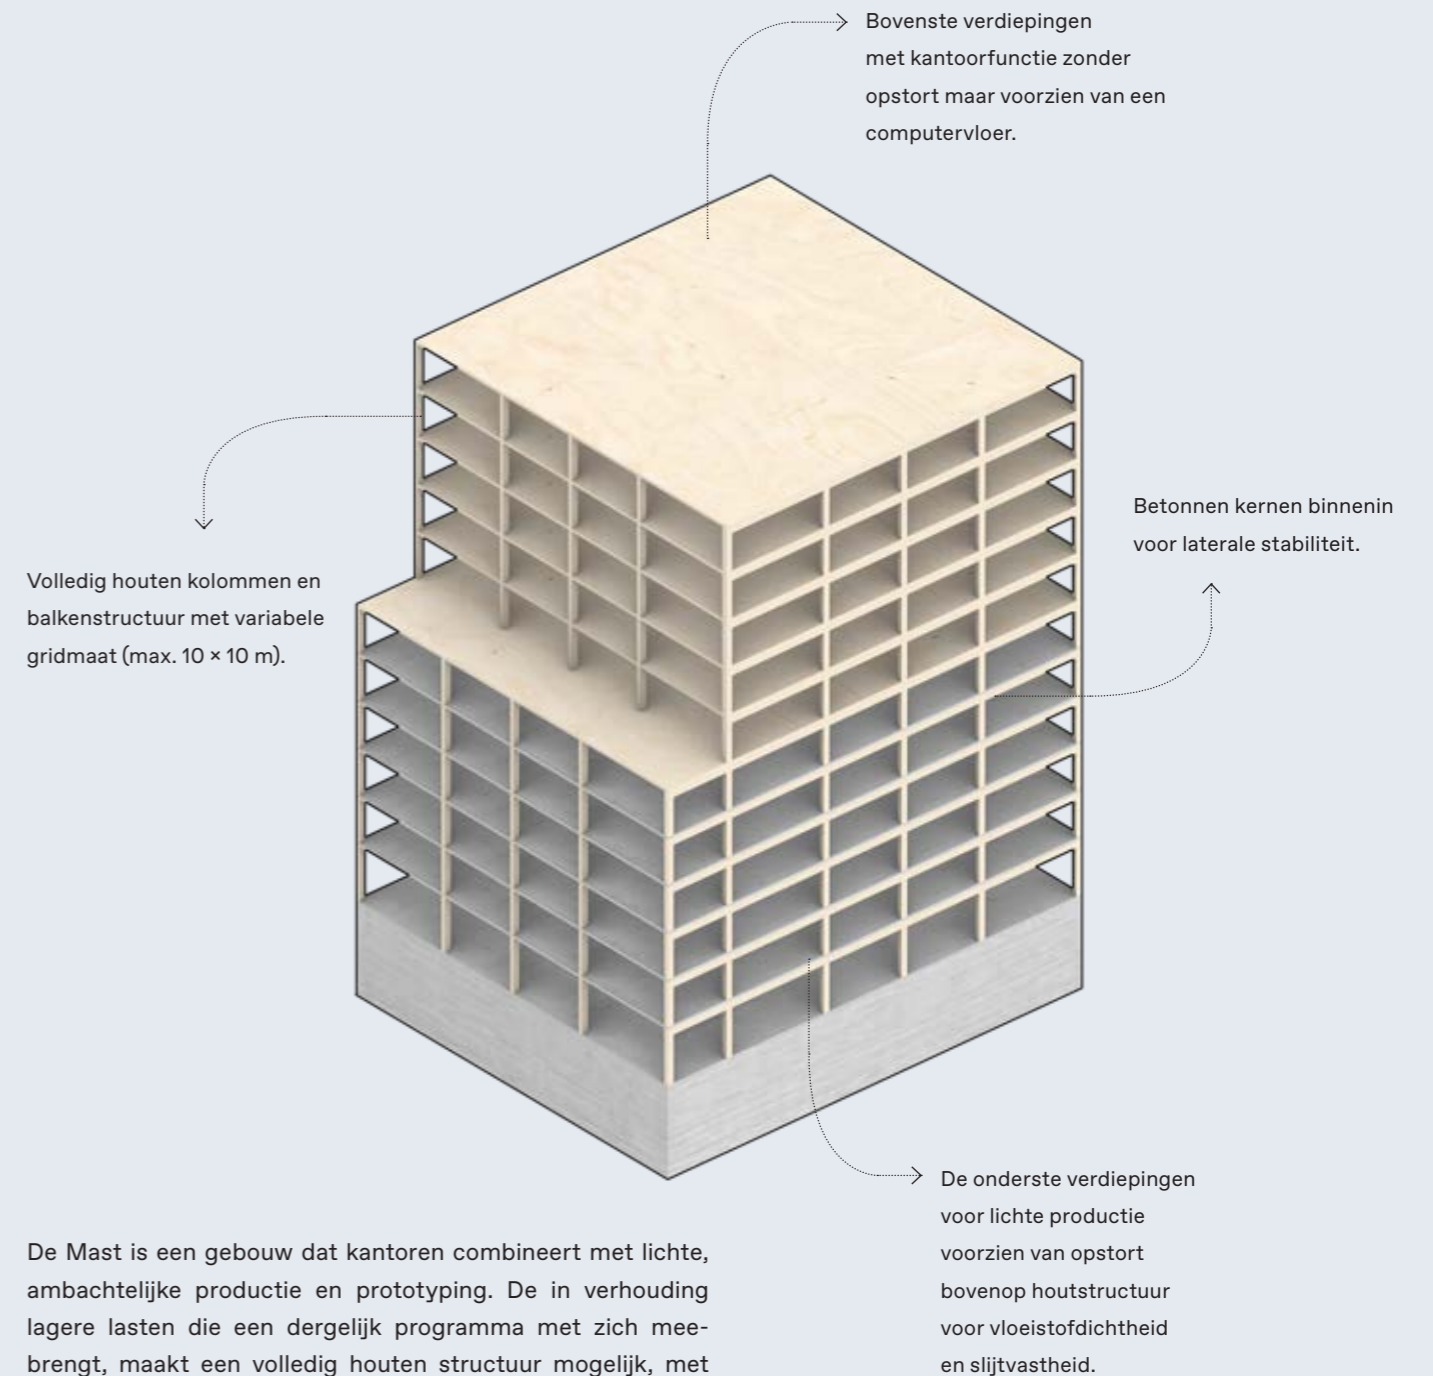 Bovenste verdiepingen
met kantoorfunctie zonder
opstort maar voorzien van een
computervloer.
Betonnen kernen binnenin
voor laterale stabiliteit.
Volledig houten kolommen en
balkenstructuur met variabele
gridmaat (max. 10 × 10 m).
De onderste verdiepingen
voor lichte productie
voorzien van opstort
bovenop houtstructuur
voor vloeistofdichtheid
en slijtvastheid.
De Mast is een gebouw dat kantoren combineert met lichte,
ambachtelijke productie en prototyping. De in verhouding
lagere lasten die een dergelijk programma met zich mee-
brengt, maakt een volledig houten structuur mogelijk, met